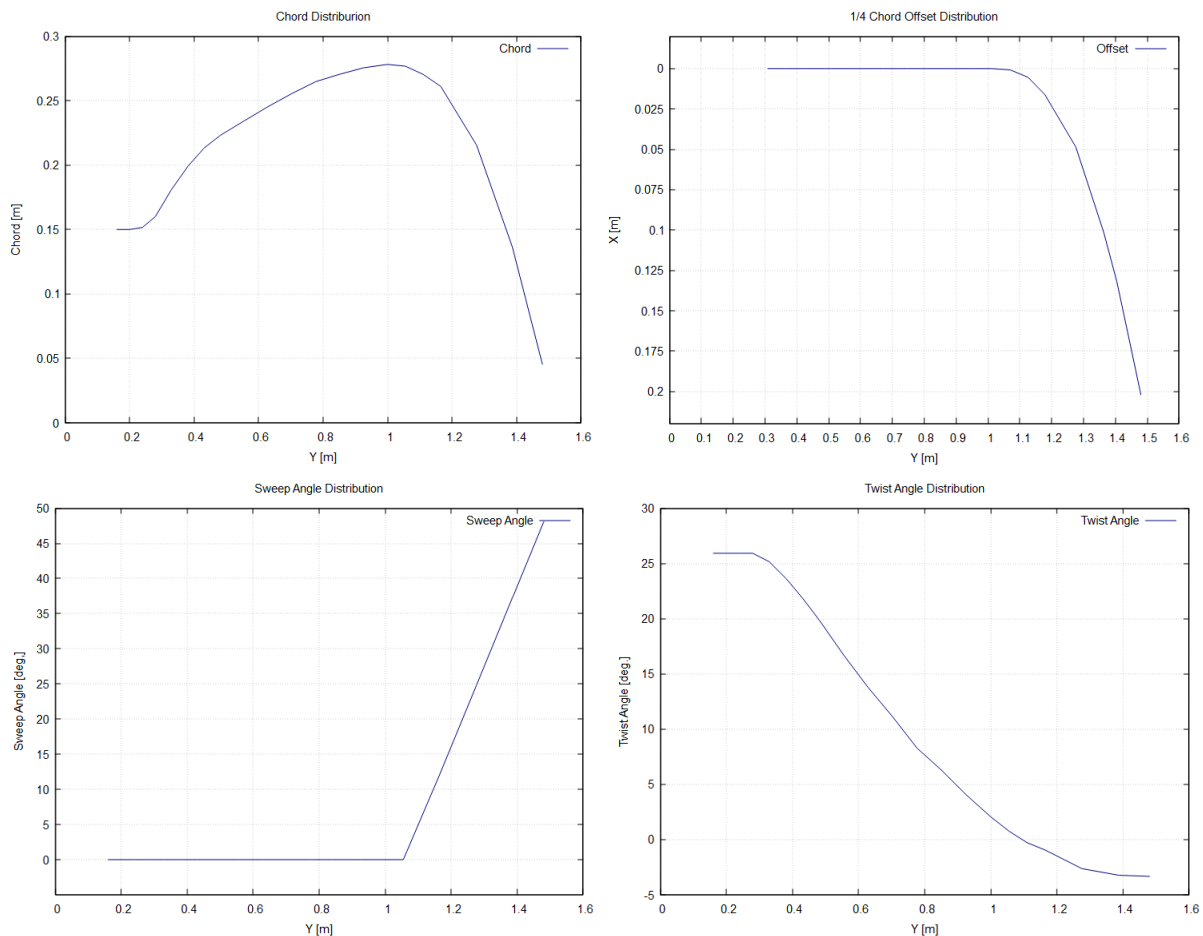 Chord Distriburion
Chord
0.3
0.25
0.2
0.15
0.1
0.05
0
Chord [m]
0 0.2 0.4 0.6 0.8 1 1.2 1.4 1.6
Y [m]
1/4 Chord Offset Distribution
Offset
0
0.025
0.05
0.075
0.1
0.125
0.15
0.175
0.2
X [m]
0 0.1 0.2 0.3 0.4 0.5 0.6 0.7 0.8 0.9 1 1.1 1.2 1.3 1.4 1.5 1.6
Y [m]
Sweep Angle Distribution
Sweep Angle
50
45
40
35
30
25
20
15
10
5
0
Sweep Angle [deg.]
0 0.2 0.4 0.6 0.8 1 1.2 1.4 1.6
Y [m]
Twist Angle Distribution
Twist Angle
30
25
20
15
10
5
0
-5
Twist Angle [deg.]
0 0.2 0.4 0.6 0.8 1 1.2 1.4 1.6
Y [m]